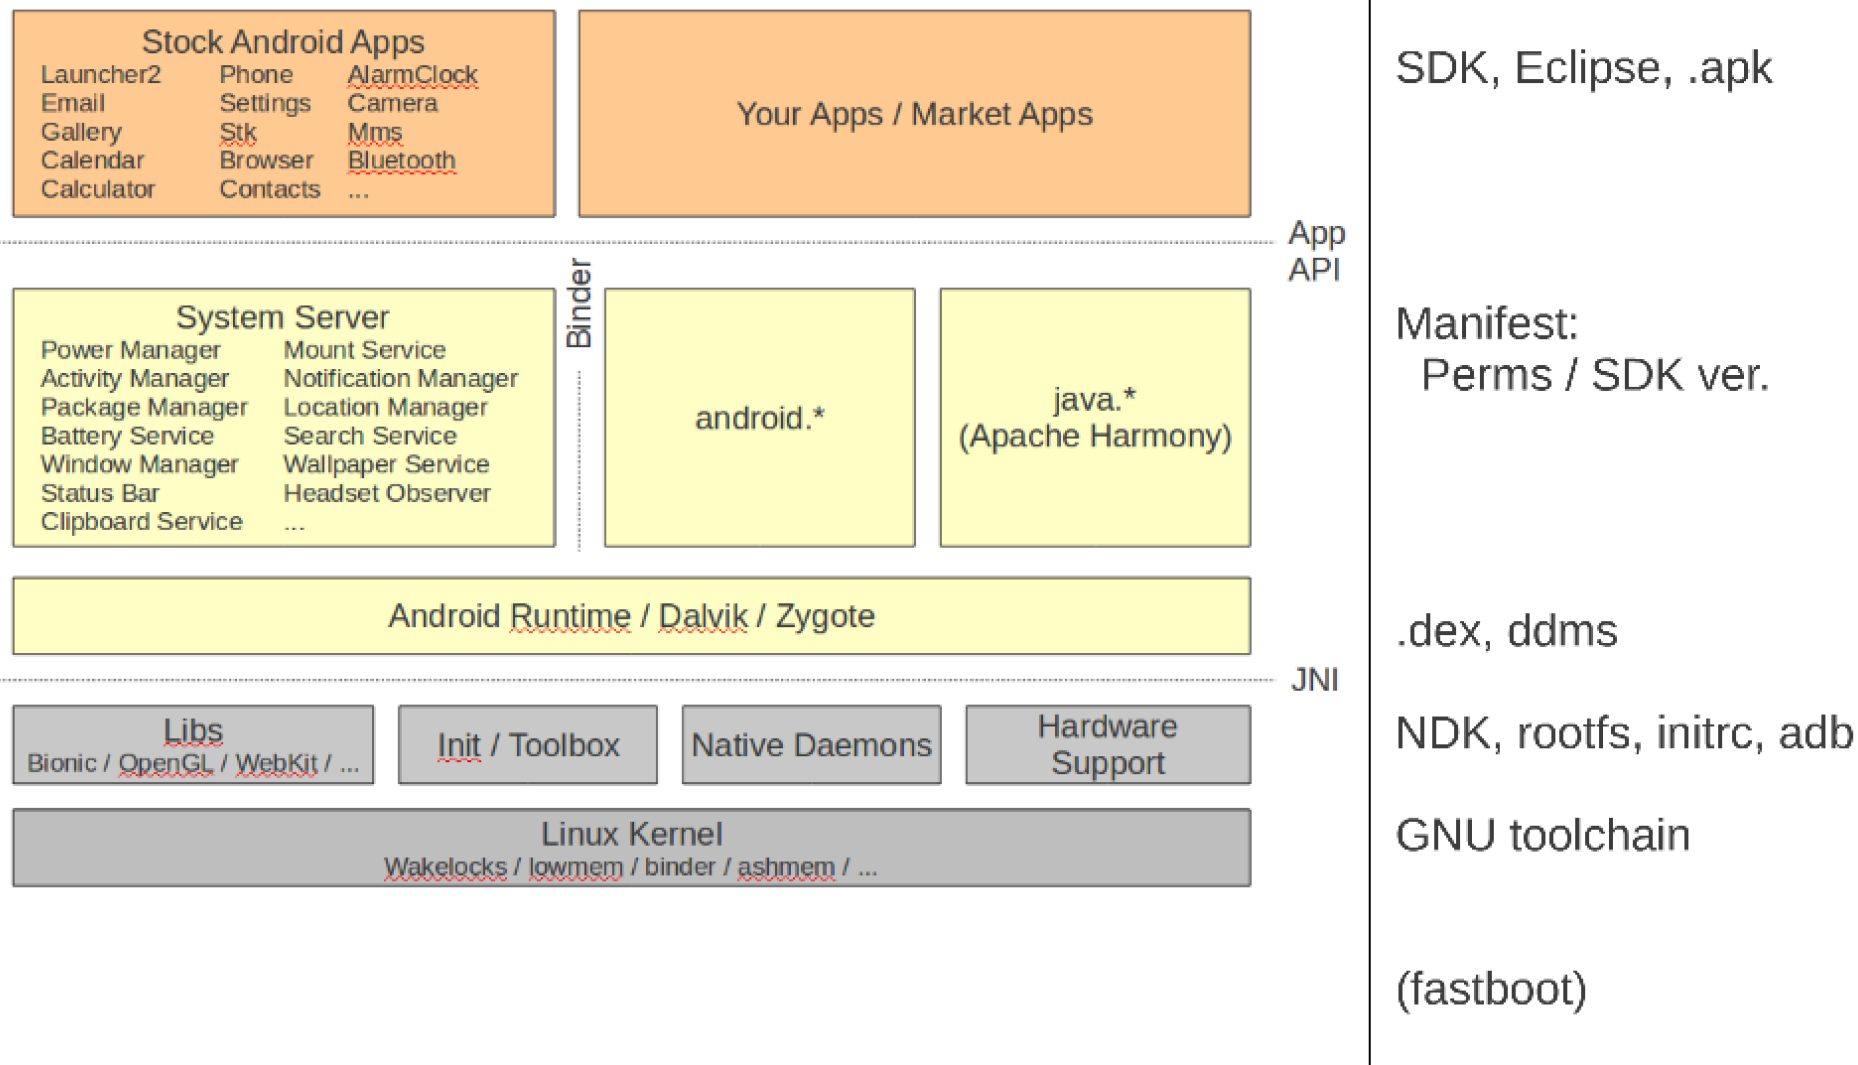 Stock Android Apps
Launcher2 Phone AlarmClock
Email Settings Camera
Gallery Stk Mms
Calendar Browser Bluetooth
Calculator Contacts ...
Your Apps / Market Apps
SDK, Eclipse, .apk
App
API
System Server
Power Manager Mount Service
Activity Manager Notification Manager
Package Manager Location Manager
Battery Service Search Service
Window Manager Wallpaper Service
Status Bar Headset Observer
Clipboard Service ...
Binder
android.*
java.*
(Apache Harmony)
Manifest:
Perms / SDK ver.
Android Runtime / Dalvik / Zygote
.dex, ddms
JNI
Libs
Bionic / OpenGL / WebKit / ...
Init / Toolbox
Native Daemons
Hardware
Support
NDK, rootfs, initrc, adb
Linux Kernel
Wakelocks / lowmem / binder / ashmem / ...
GNU toolchain
(fastboot)